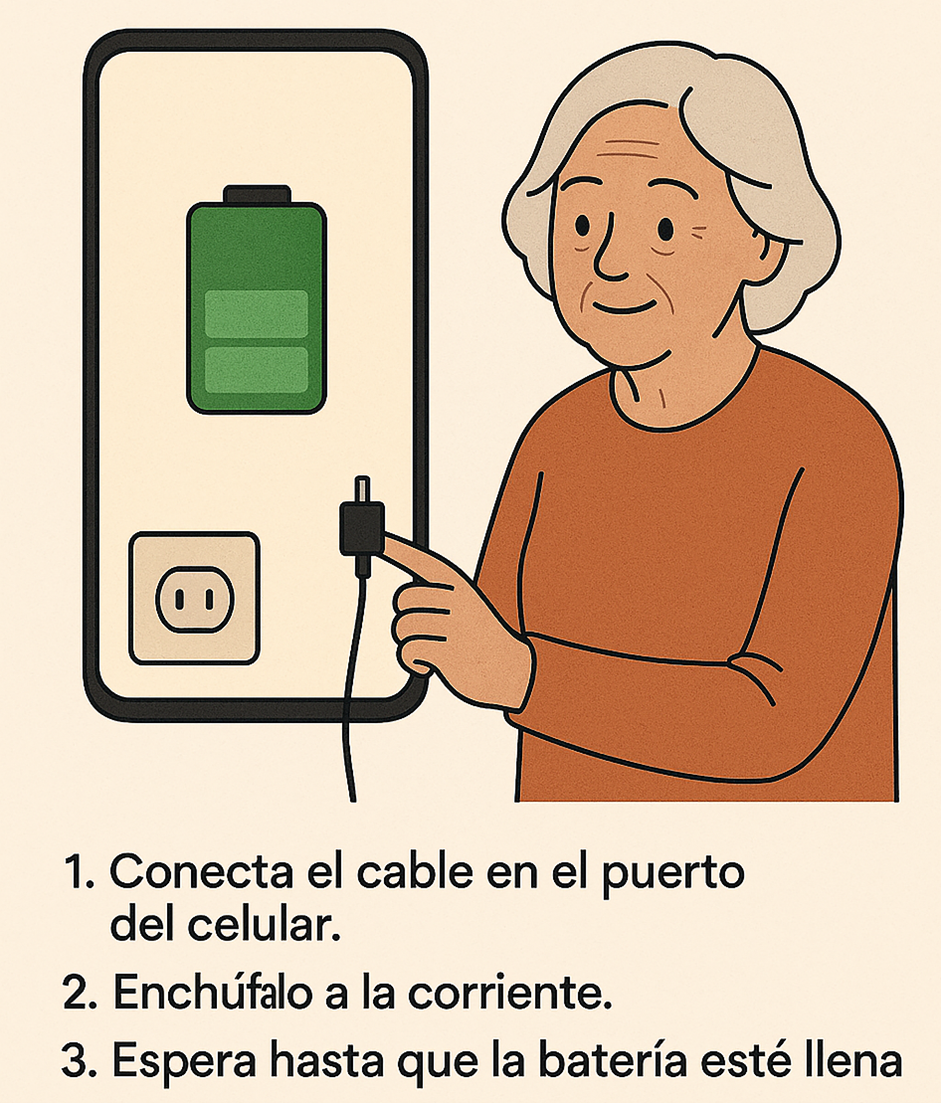 1. Conecta el cable en el puerto
del celular.
2. Enchúfalo a la corriente.
3. Espera hasta que la batería esté llena